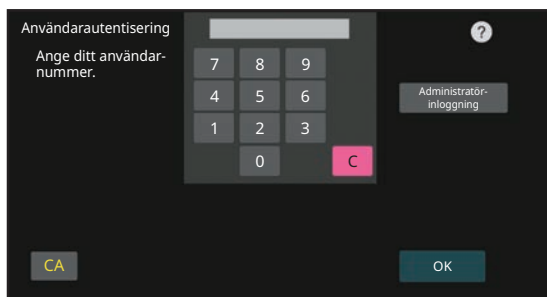 Användarautentisering
?
Ange ditt användar-
nummer.
7 8 9
4 5 6
1 2 3
0 C
Administratör-
inloggning
CA
OK